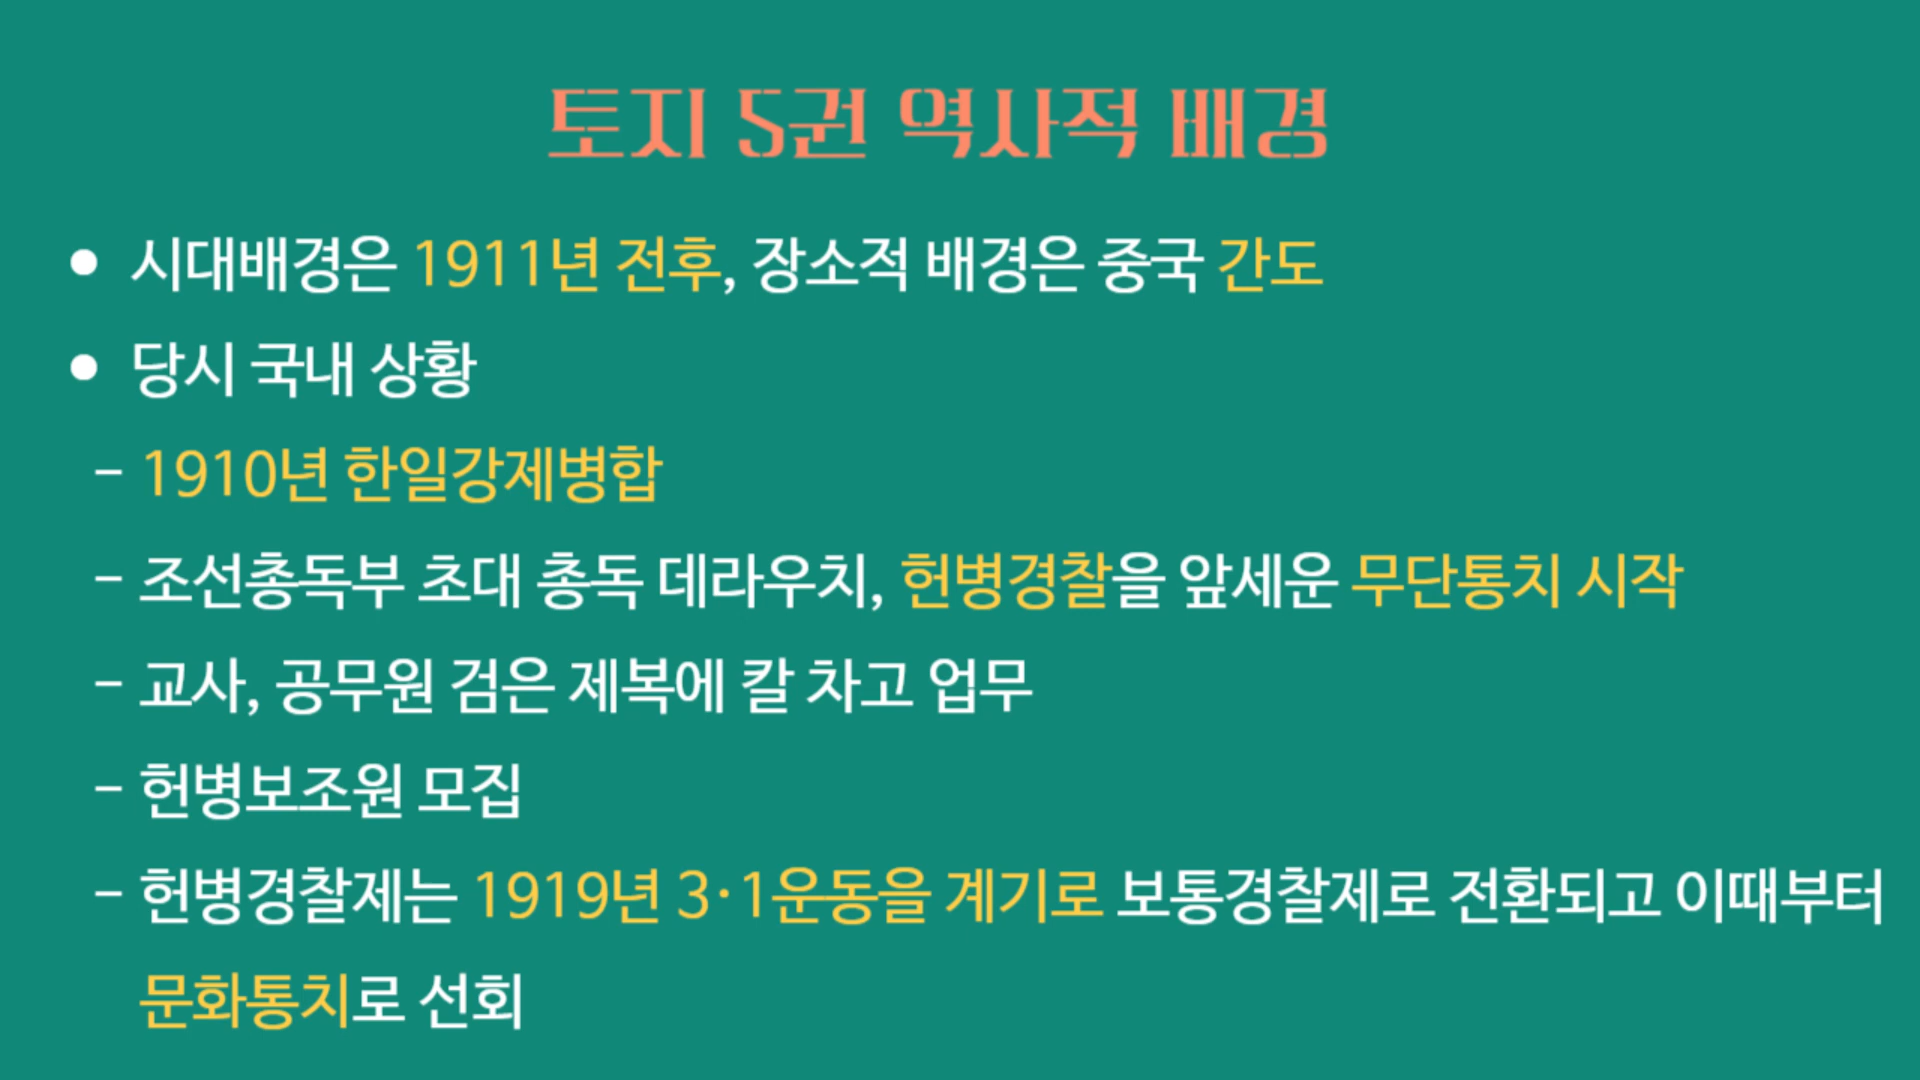 토지 5권 역사적 배경
● 시대배경은 1911년 전후, 장소적 배경은 중국 간도
● 당시 국내 상황
- 1910년 한일강제병합
- 조선총독부 초대 총독 데라우치, 헌병경찰을 앞세운 무단통치 시작
- 교사, 공무원 검은 제복에 칼 차고 업무
- 헌병보조원 모집
- 헌병경찰제는 1919년 3·1운동을 계기로 보통경찰제로 전환되고 이때부터
문화통치로 선회